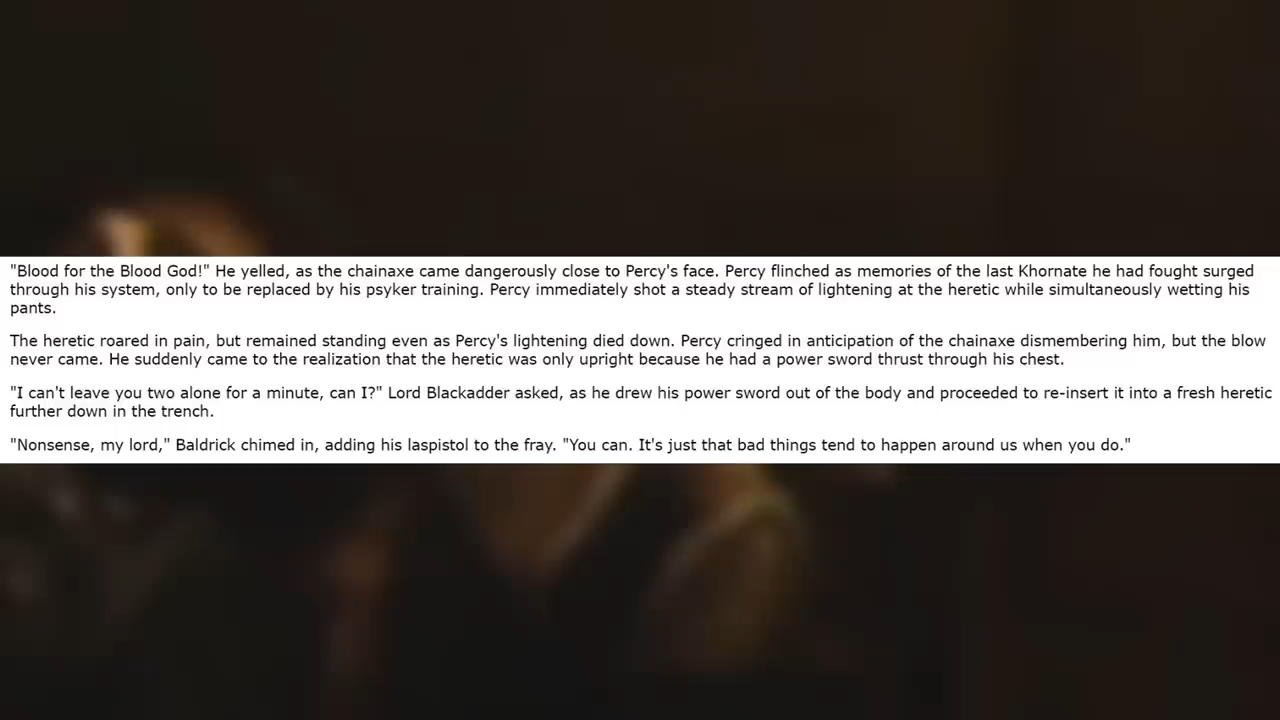 "Blood for the Blood God!" He yelled, as the chainaxe came dangerously close to Percy's face. Percy flinched as memories of the last Khornate he had fought surged
through his system, only to be replaced by his psyker training. Percy immediately shot a steady stream of lightening at the heretic while simultaneously wetting his
pants.
The heretic roared in pain, but remained standing even as Percy's lightening died down. Percy cringed in anticipation of the chainaxe dismembering him, but the blow
never came. He suddenly came to the realization that the heretic was only upright because he had a power sword thrust through his chest.
"I can't leave you two alone for a minute, can I?" Lord Blackadder asked, as he drew his power sword out of the body and proceeded to re-insert it into a fresh heretic
further down in the trench.
"Nonsense, my lord," Baldrick chimed in, adding his laspistol to the fray. "You can. It's just that bad things tend to happen around us when you do."